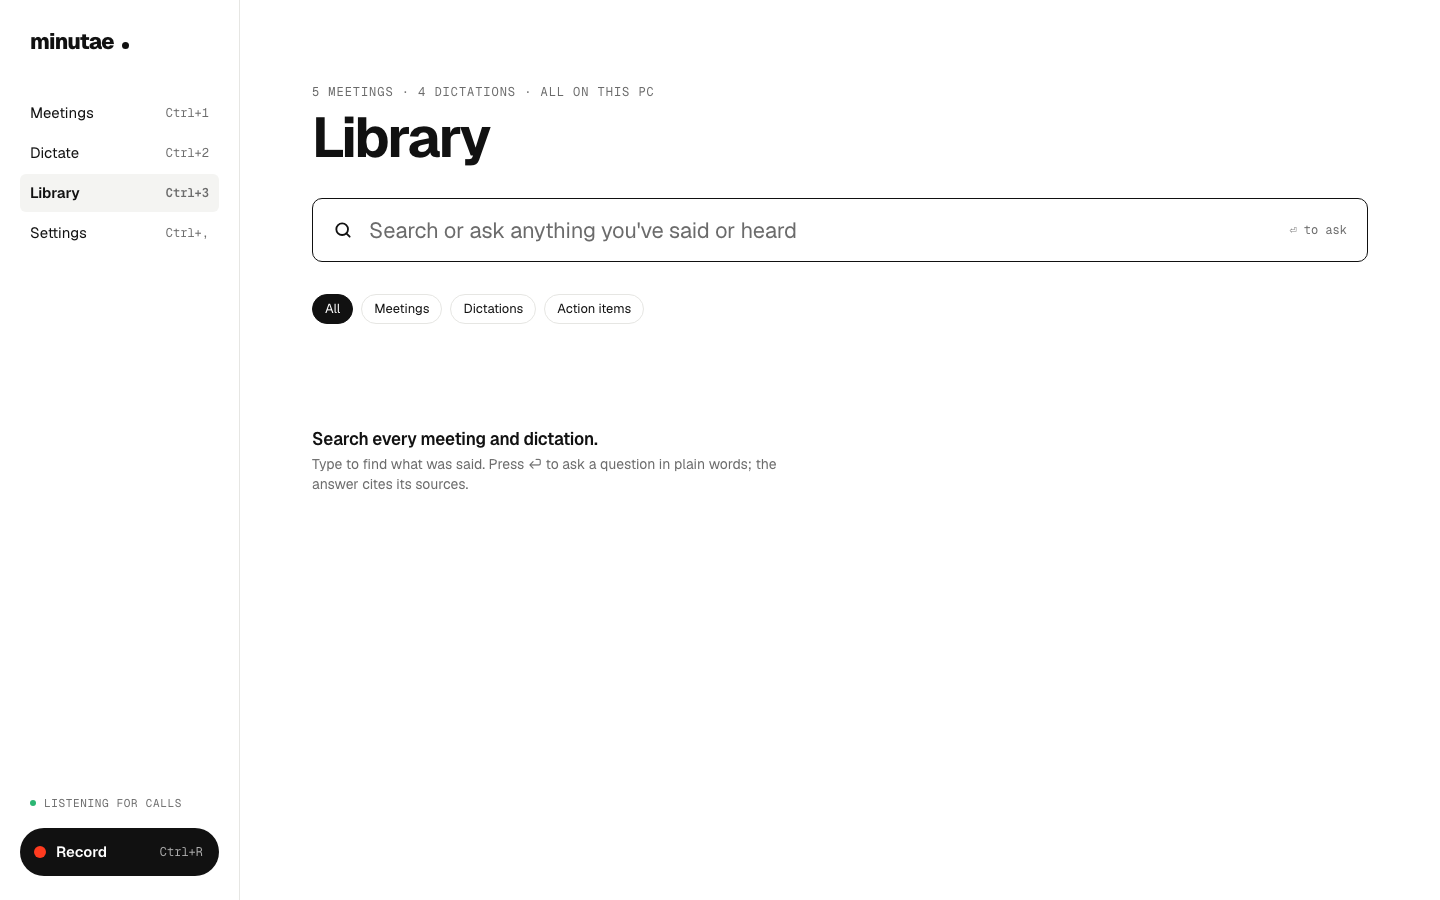 minutae
Meetings Ctrl+1
Dictate Ctrl+2
Library Ctrl+3
Settings Ctrl+,
LISTENING FOR CALLS
Record Ctrl+R
5 MEETINGS · 4 DICTATIONS · ALL ON THIS PC
Library
Search or ask anything you've said or heard ⏎ to ask
All Meetings Dictations Action items
Search every meeting and dictation.
Type to find what was said. Press ⏎ to ask a question in plain words; the
answer cites its sources.